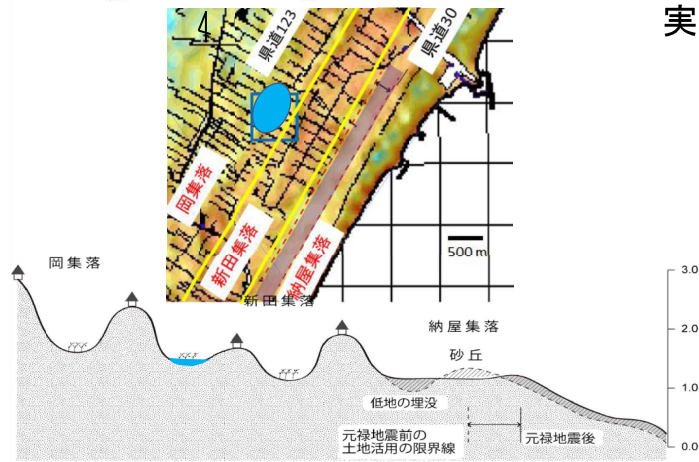 実
県道123
県道30
岡集落
新田集落
納屋集落
500 m
岡集落
新田集落
納屋集落
砂丘
低地の埋没
元禄地震前の
土地活用の限界線
元禄地震後
3.0
2.0
1.0
0.0